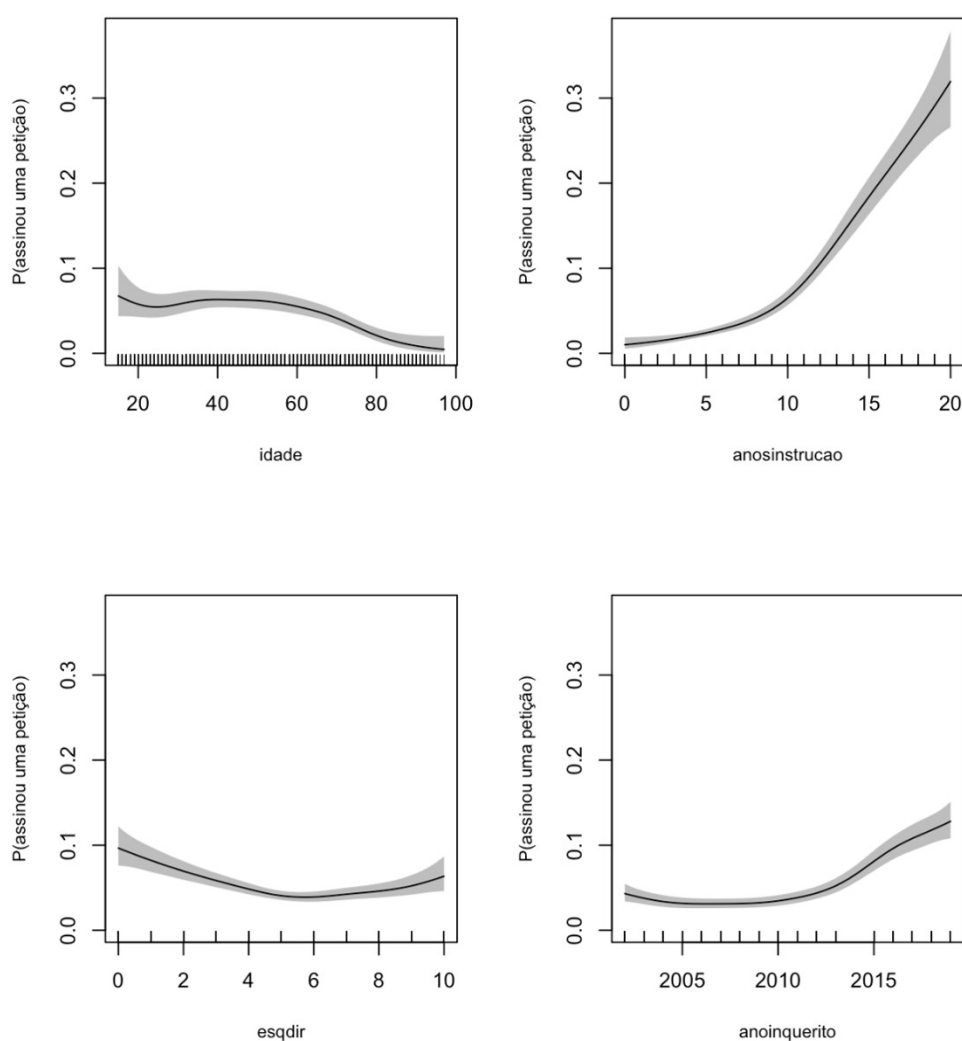 P(assinou uma petição)
0.3
0.2
0.1
0.0
20 40 60 80 100
idade
P(assinou uma petição)
0.3
0.2
0.1
0.0
0 5 10 15 20
anosinstrucao
P(assinou uma petição)
0.3
0.2
0.1
0.0
0 2 4 6 8 10
esqdir
P(assinou uma petição)
0.3
0.2
0.1
0.0
2005 2010 2015
anoinquerito